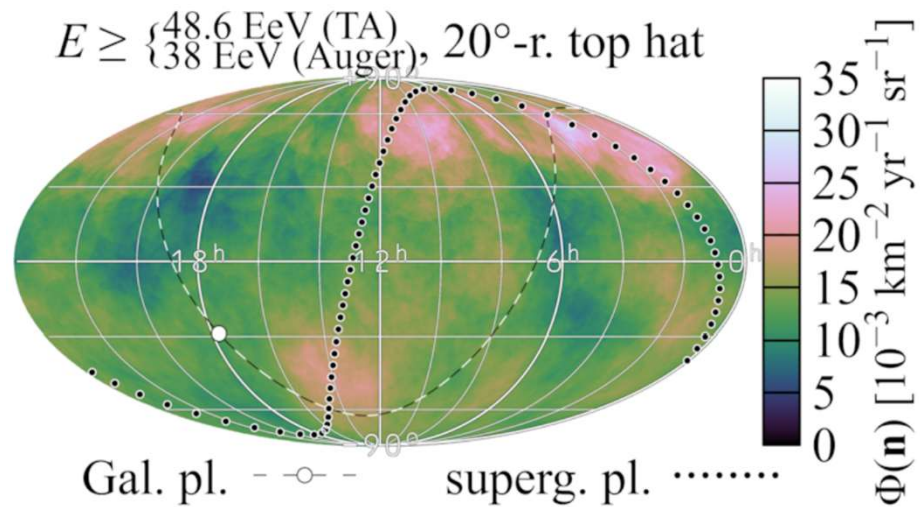 E ≥ {48.6 EeV (TA)
38 EeV (Auger), 20°-r. top hat
+90°
18ʰ 12ʰ 6ʰ 0ʰ
-90°
35
30
25
20
15
10
5
0
Φ(n) [10⁻³ km⁻² yr⁻¹ sr⁻¹]
Gal. pl. superg. pl.